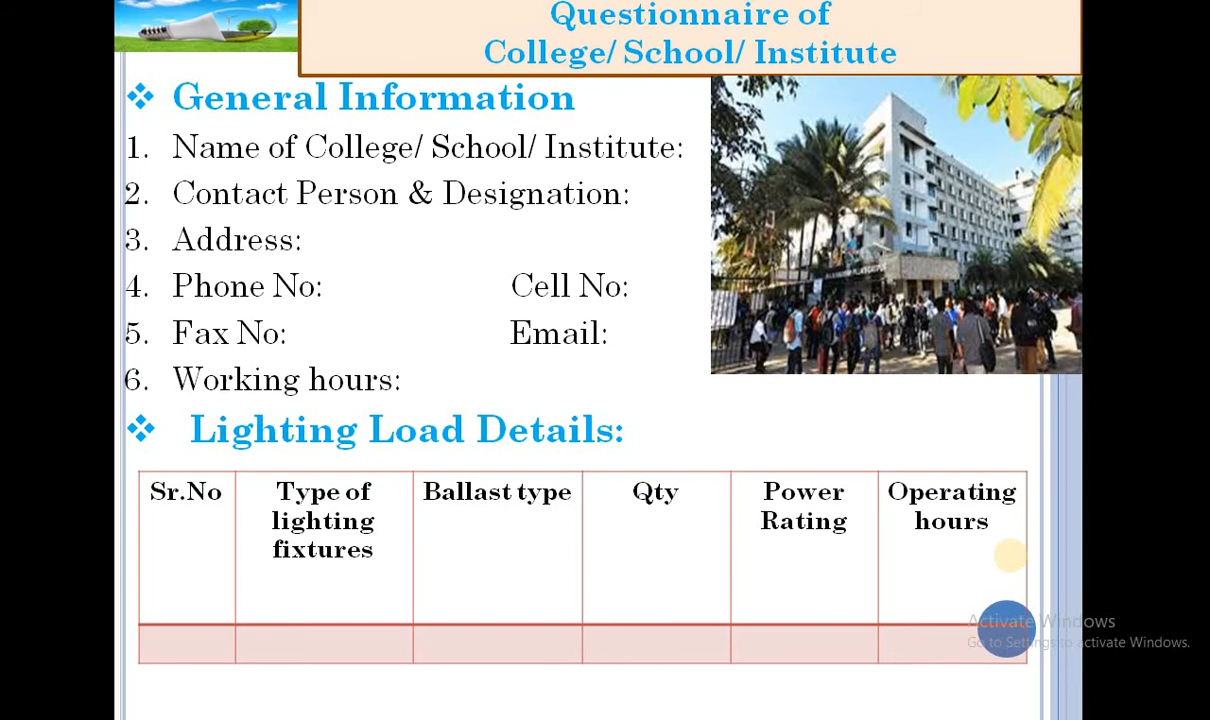 Questionnaire of
College/ School/ Institute
❖ General Information
1. Name of College/ School/ Institute:
2. Contact Person & Designation:
3. Address:
4. Phone No: Cell No:
5. Fax No: Email:
6. Working hours:
❖ Lighting Load Details:
Sr.No Type of lighting fixtures Ballast type Qty Power Rating Operating hours
Activate Windows
Go to Settings to activate Windows.